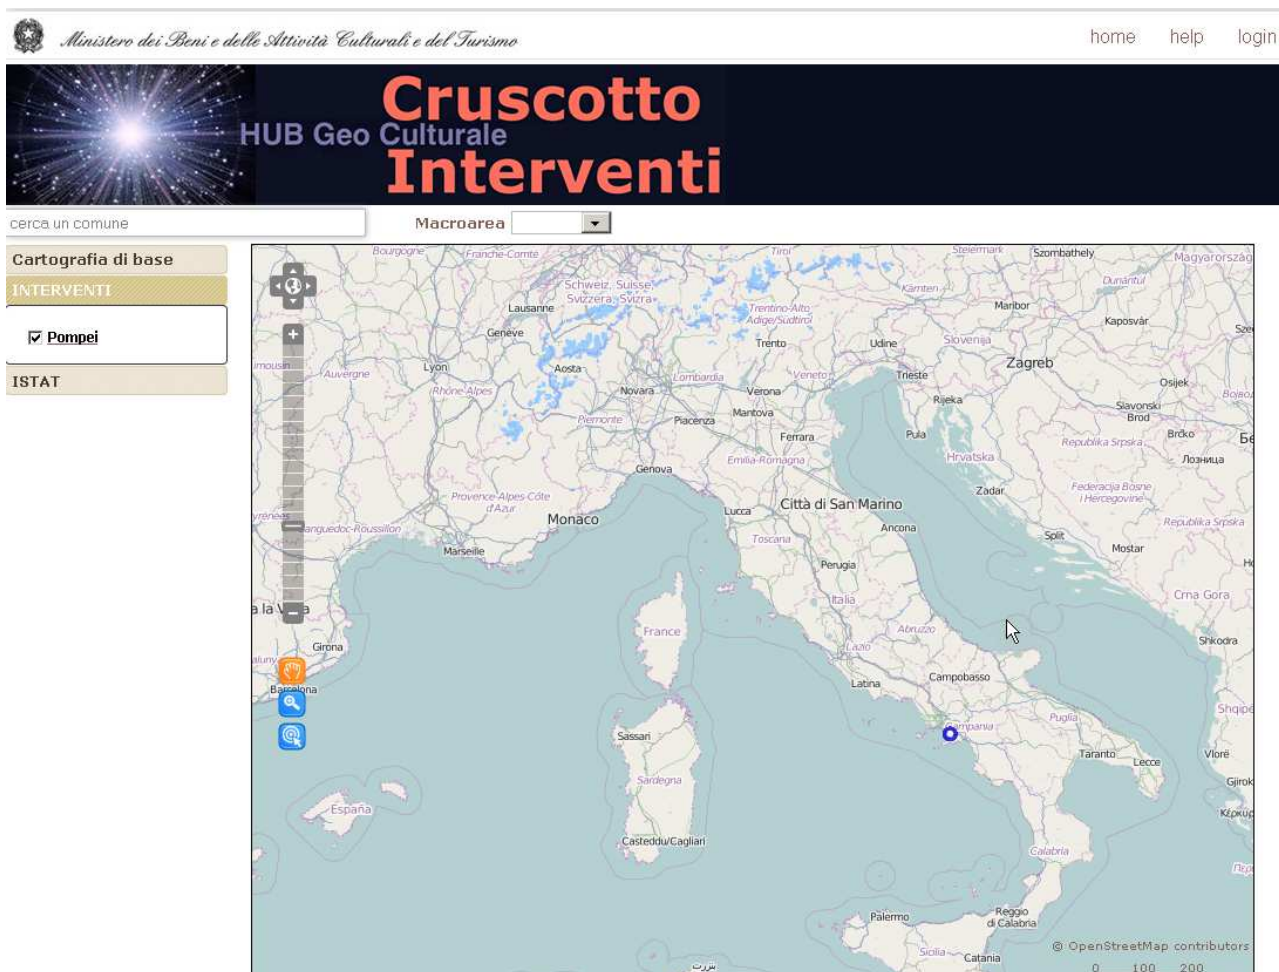 Ministero dei Beni e delle Attività Culturali e del Turismo
home help login
Cruscotto
HUB Geo Culturale
Interventi
cerca un comune
Macroarea
Cartografia di base
INTERVENTI
Pompei
ISTAT
Bourgogne
Franche-Comté
Tirol
Steiermark
Szombathely
Magyarország
Schweiz, Suisse,
Svizzera, Svizra
Kärnten
Dunántúl
Lausanne
Trentino-Alto
Adige/Südtirol
Maribor
Kaposvár
Genève
Trento
Udine
Slovenija
Zagreb
Lyon
Auvergne
Aosta
Lombardia
Veneto
Trieste
Rhône-Alpes
Novara
Verona
Rijeka
Osijek
Piemonte
Piacenza
Mantova
Slavonski
Brod
Ferrara
Pula
Republika Srpska
Brčko
Emilia-Romagna
Hrvatska
Лозница
Genova
Provence-Alpes-Côte
d'Azur
Zadar
Federacija Bosne
i Hercegovine
Monaco
Lucca
Città di San Marino
Languedoc-Roussillon
Ancona
Republika Srpska
Marseille
Toscana
Split
Mostar
Perugia
Italia
Crna Gora
France
Abruzzo
Girona
Lazio
Shkodra
Barcelona
Latina
Campobasso
Campania
Puglia
Sassari
Taranto
Lecce
Vlorë
Sardegna
España
Casteddu/Cagliari
Calabria
Palermo
Reggio
di Calabria
Sicilia
Catania
© OpenStreetMap contributors
بنزرت
0 100 200